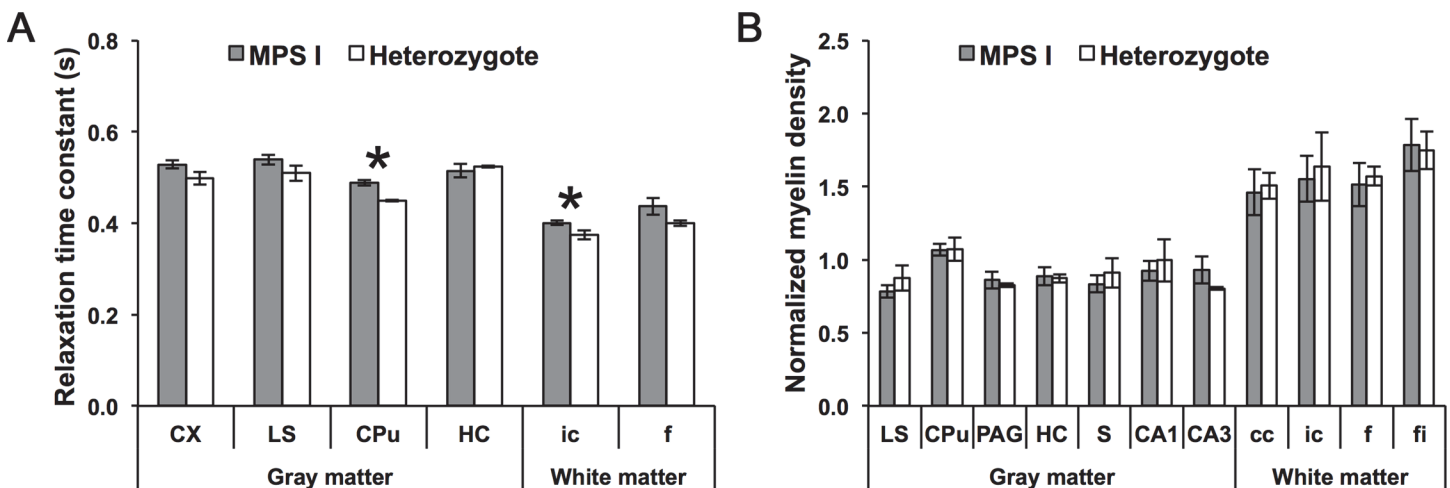 A
Relaxation time constant (s)
0.8
0.6
0.4
0.2
0.0
MPS I Heterozygote
*
*
CX LS CPu HC ic f
Gray matter White matter
B
Normalized myelin density
2.5
2.0
1.5
1.0
0.5
0.0
MPS I Heterozygote
LS CPu PAG HC S CA1 CA3 cc ic f fi
Gray matter White matter